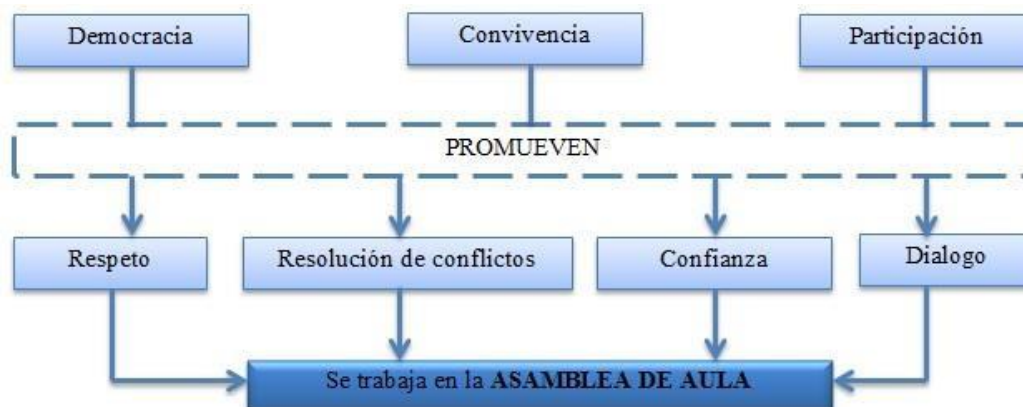 Democracia
Convivencia
Participación
PROMUEVEN
Respeto
Resolución de conflictos
Confianza
Dialogo
Se trabaja en la ASAMBLEA DE AULA